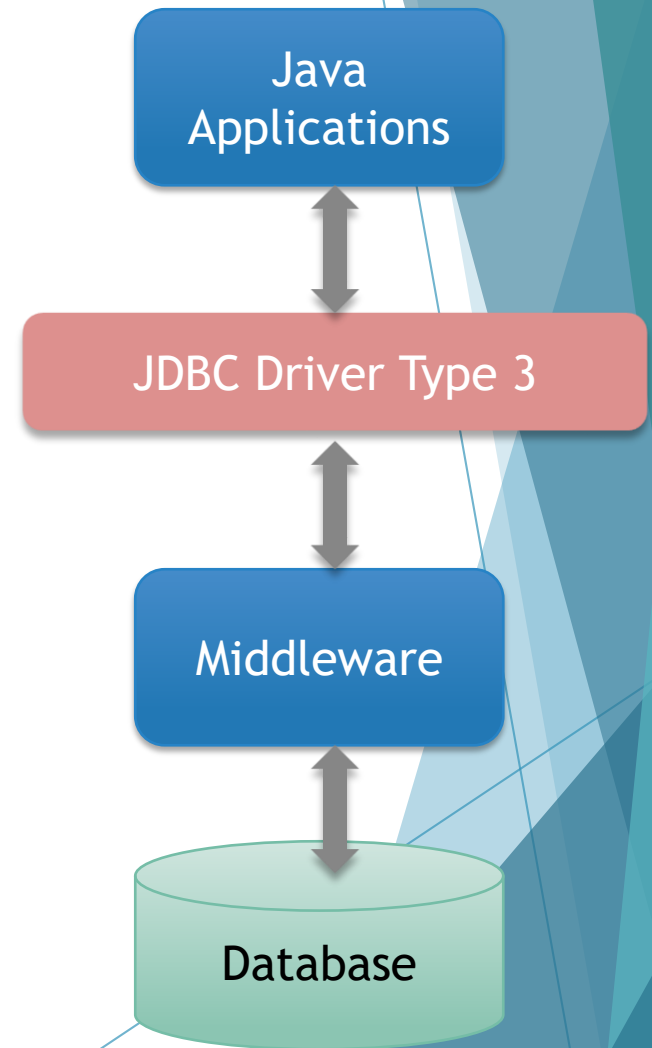 Java
Applications
JDBC Driver Type 3
Middleware
Database